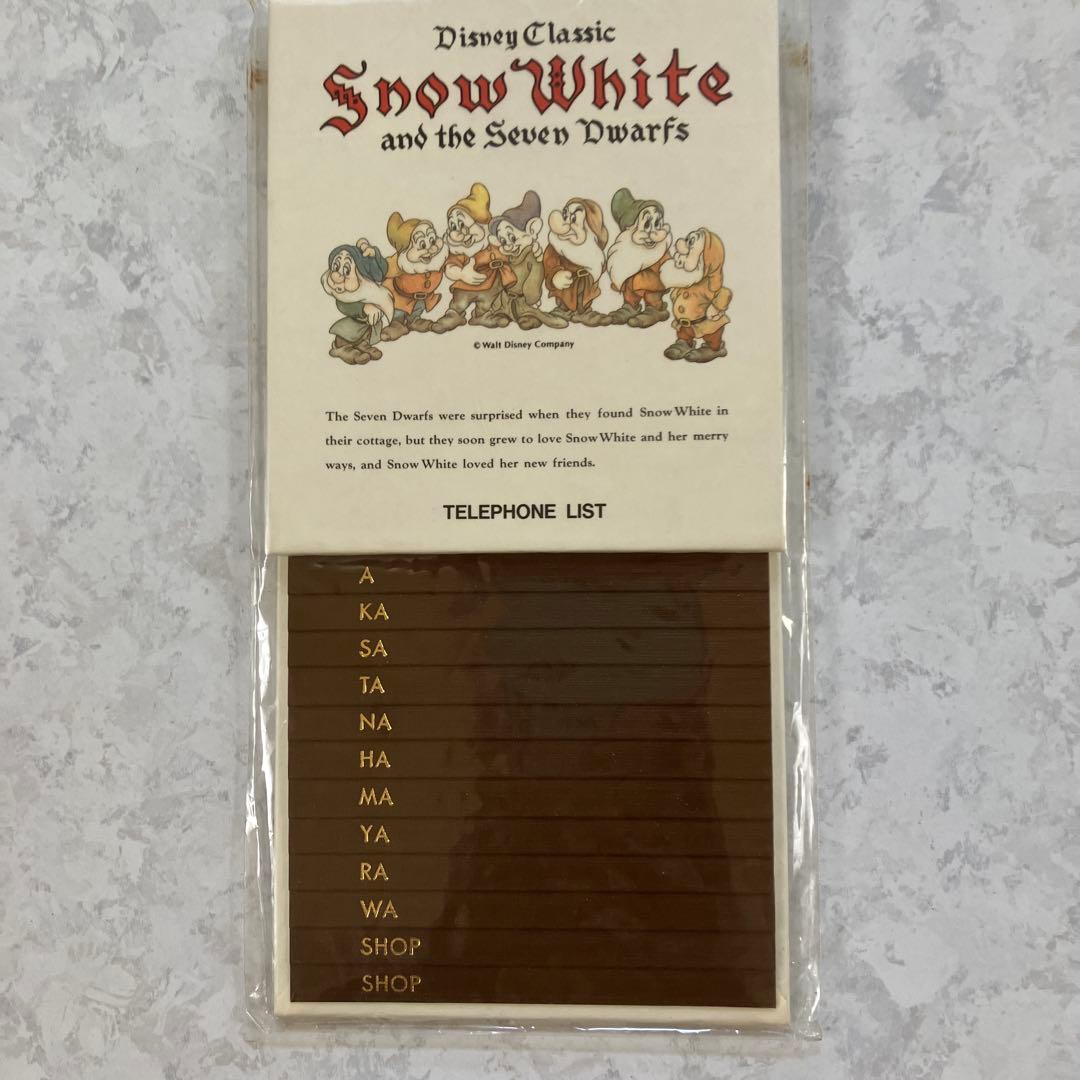 Disney Classic
Snow White
and the Seven Dwarfs
© Walt Disney Company
The Seven Dwarfs were surprised when they found Snow White in
their cottage, but they soon grew to love Snow White and her merry
ways, and Snow White loved her new friends.
TELEPHONE LIST
A
KA
SA
TA
NA
HA
MA
YA
RA
WA
SHOP
SHOP